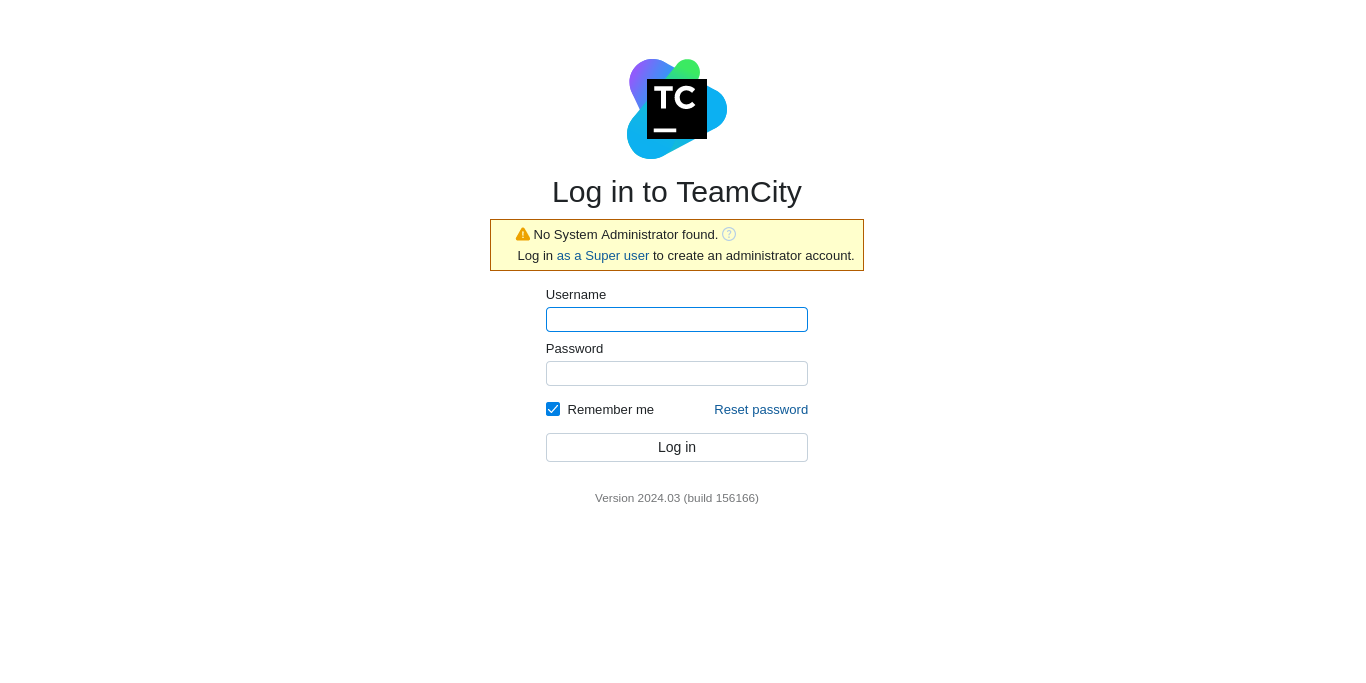 TC
Log in to TeamCity
No System Administrator found.
Log in as a Super user to create an administrator account.
Username
Password
Remember me Reset password
Log in
Version 2024.03 (build 156166)